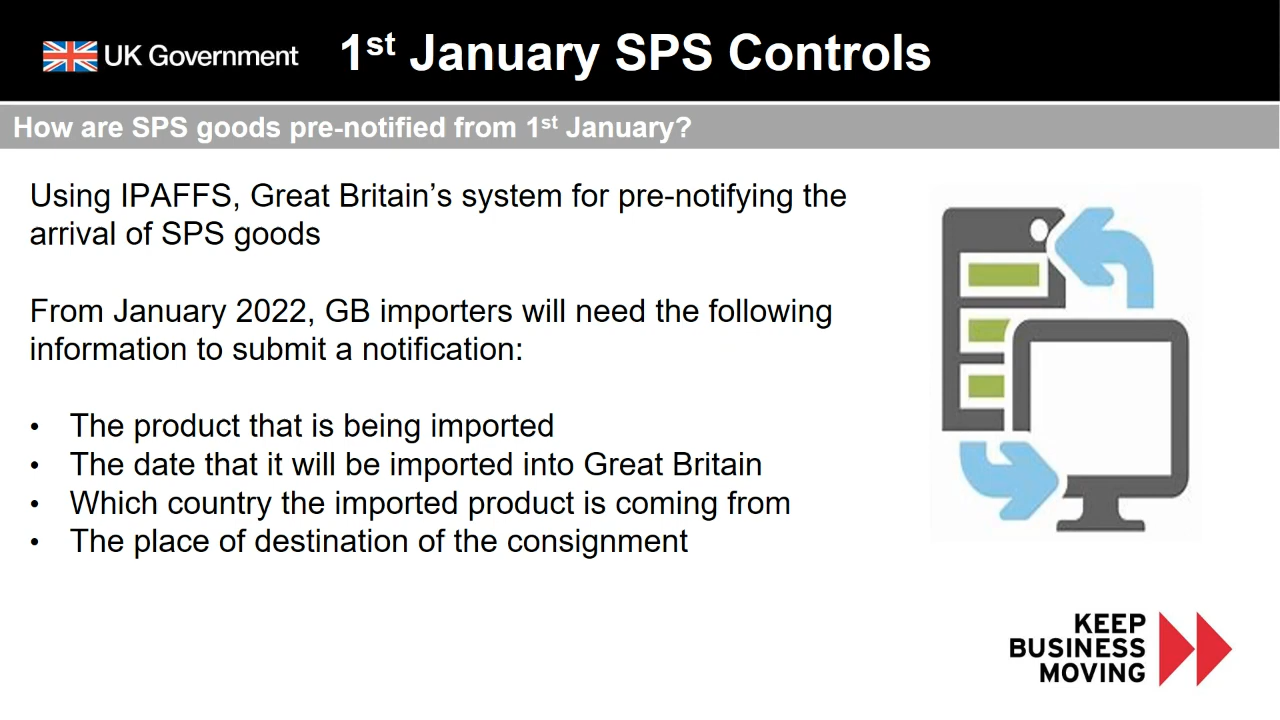 UK Government
1st January SPS Controls
How are SPS goods pre-notified from 1st January?
Using IPAFFS, Great Britain’s system for pre-notifying the
arrival of SPS goods
From January 2022, GB importers will need the following
information to submit a notification:
• The product that is being imported
• The date that it will be imported into Great Britain
• Which country the imported product is coming from
• The place of destination of the consignment
KEEP
BUSINESS
MOVING